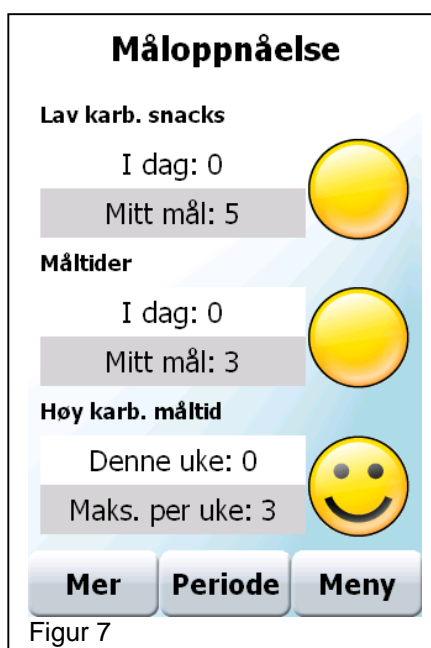 Måloppnåelse
Lav karb. snacks
I dag: 0
Mitt mål: 5
Måltider
I dag: 0
Mitt mål: 3
Høy karb. måltid
Denne uke: 0
Maks. per uke: 3
Mer Periode Meny
Figur 7